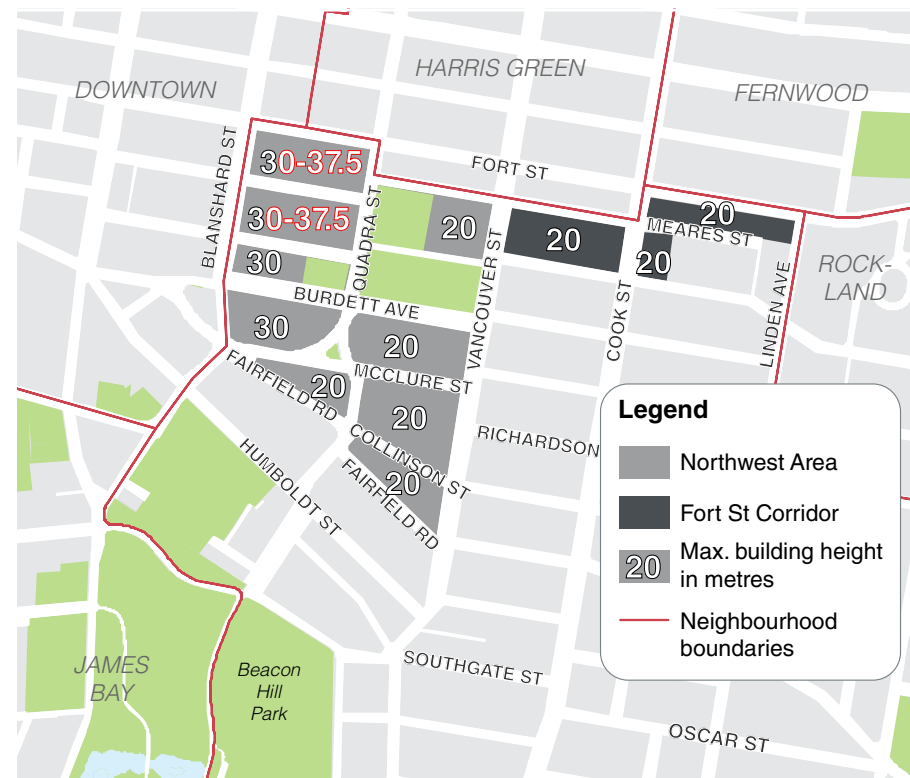 HARRIS GREEN
DOWNTOWN
FERNWOOD
BLANSHARD ST
30-37.5
FORT ST
30-37.5
QUADRA ST
20
VANCOUVER ST
20
20
MEARES ST
20
COOK ST
LINDEN AVE
ROCK-
LAND
30
BURDETT AVE
30
20
MCCLURE ST
FAIRFIELD RD
20
20
COLLINSON ST
20
FAIRFIELD RD
RICHARDSON
HUMBOLDT ST
Legend
Northwest Area
Fort St Corridor
20
Max. building height
in metres
Neighbourhood
boundaries
JAMES
BAY
Beacon
Hill
Park
SOUTHGATE ST
OSCAR ST